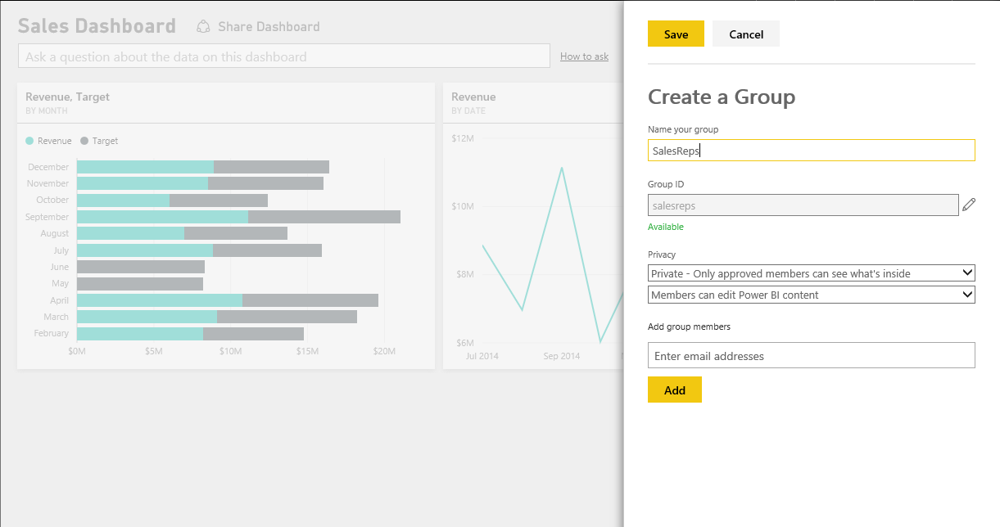 Sales Dashboard
Share Dashboard
Ask a question about the data on this dashboard
How to ask
Revenue, Target
BY MONTH
Revenue
Target
December
November
October
September
August
July
June
May
April
March
February
$0M
$5M
$10M
$15M
$20M
Revenue
BY DATE
$12M
$10M
$8M
$6M
Jul 2014
Sep 2014
Save
Cancel
Create a Group
Name your group
SalesReps
Group ID
salesreps
Available
Privacy
Private - Only approved members can see what's inside
Members can edit Power BI content
Add group members
Enter email addresses
Add